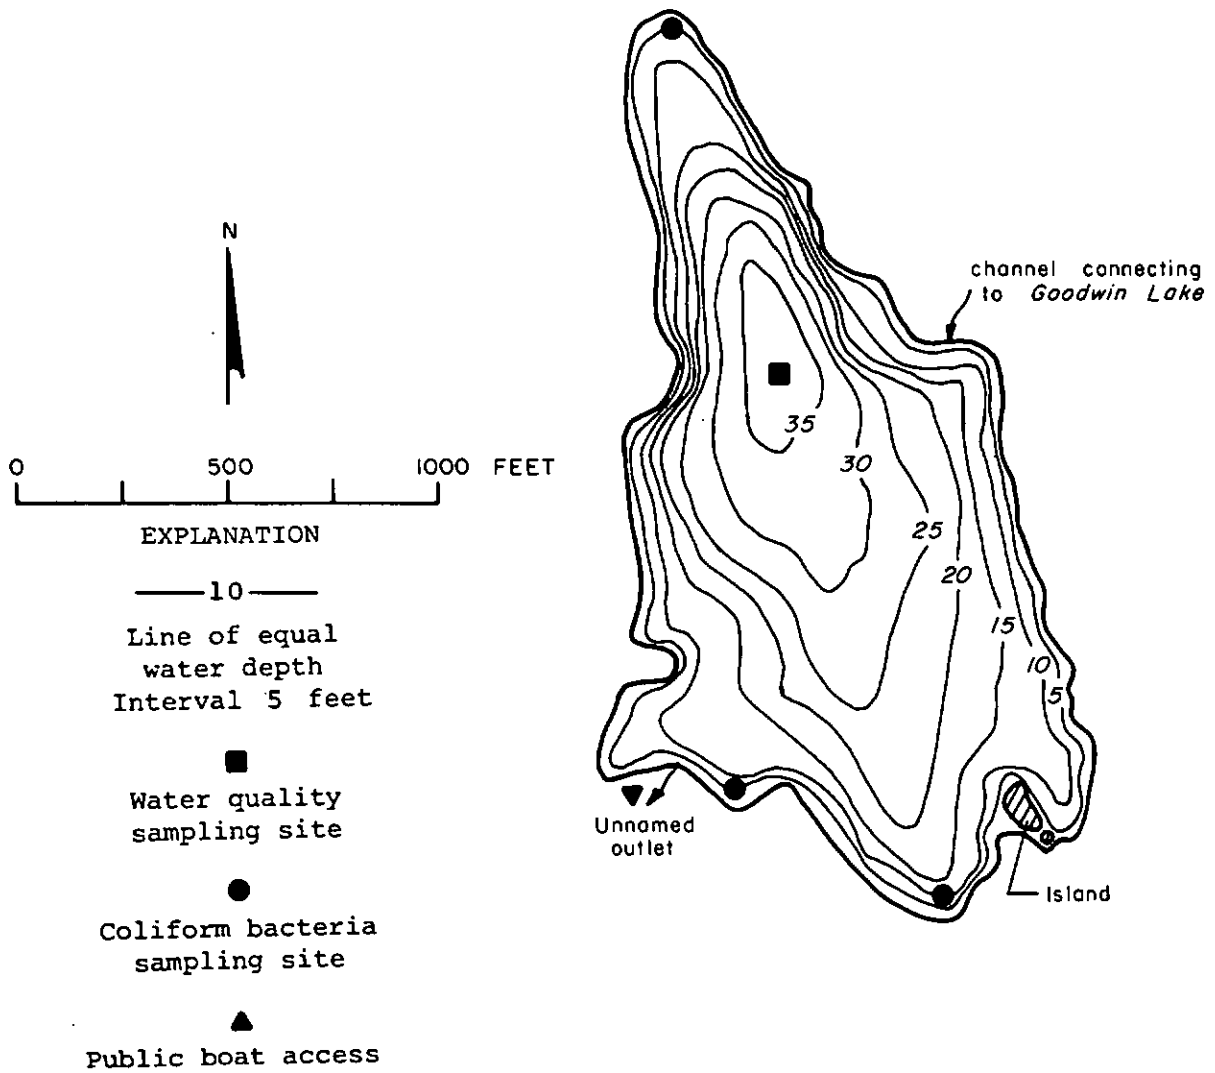 N
0 500 1000 FEET
EXPLANATION
10
Line of equal
water depth
Interval 5 feet
Water quality
sampling site
Coliform bacteria
sampling site
Public boat access
channel connecting
to Goodwin Lake
35
30
25
20
15
10
5
Unnamed
outlet
Island